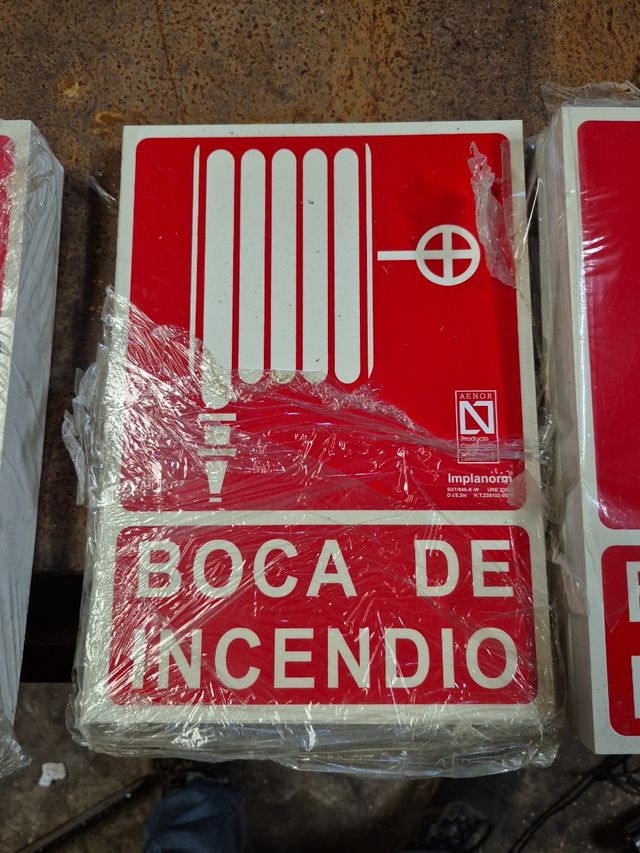 AENOR
N
Producto
Implanorm
BOCA DE
INCENDIO